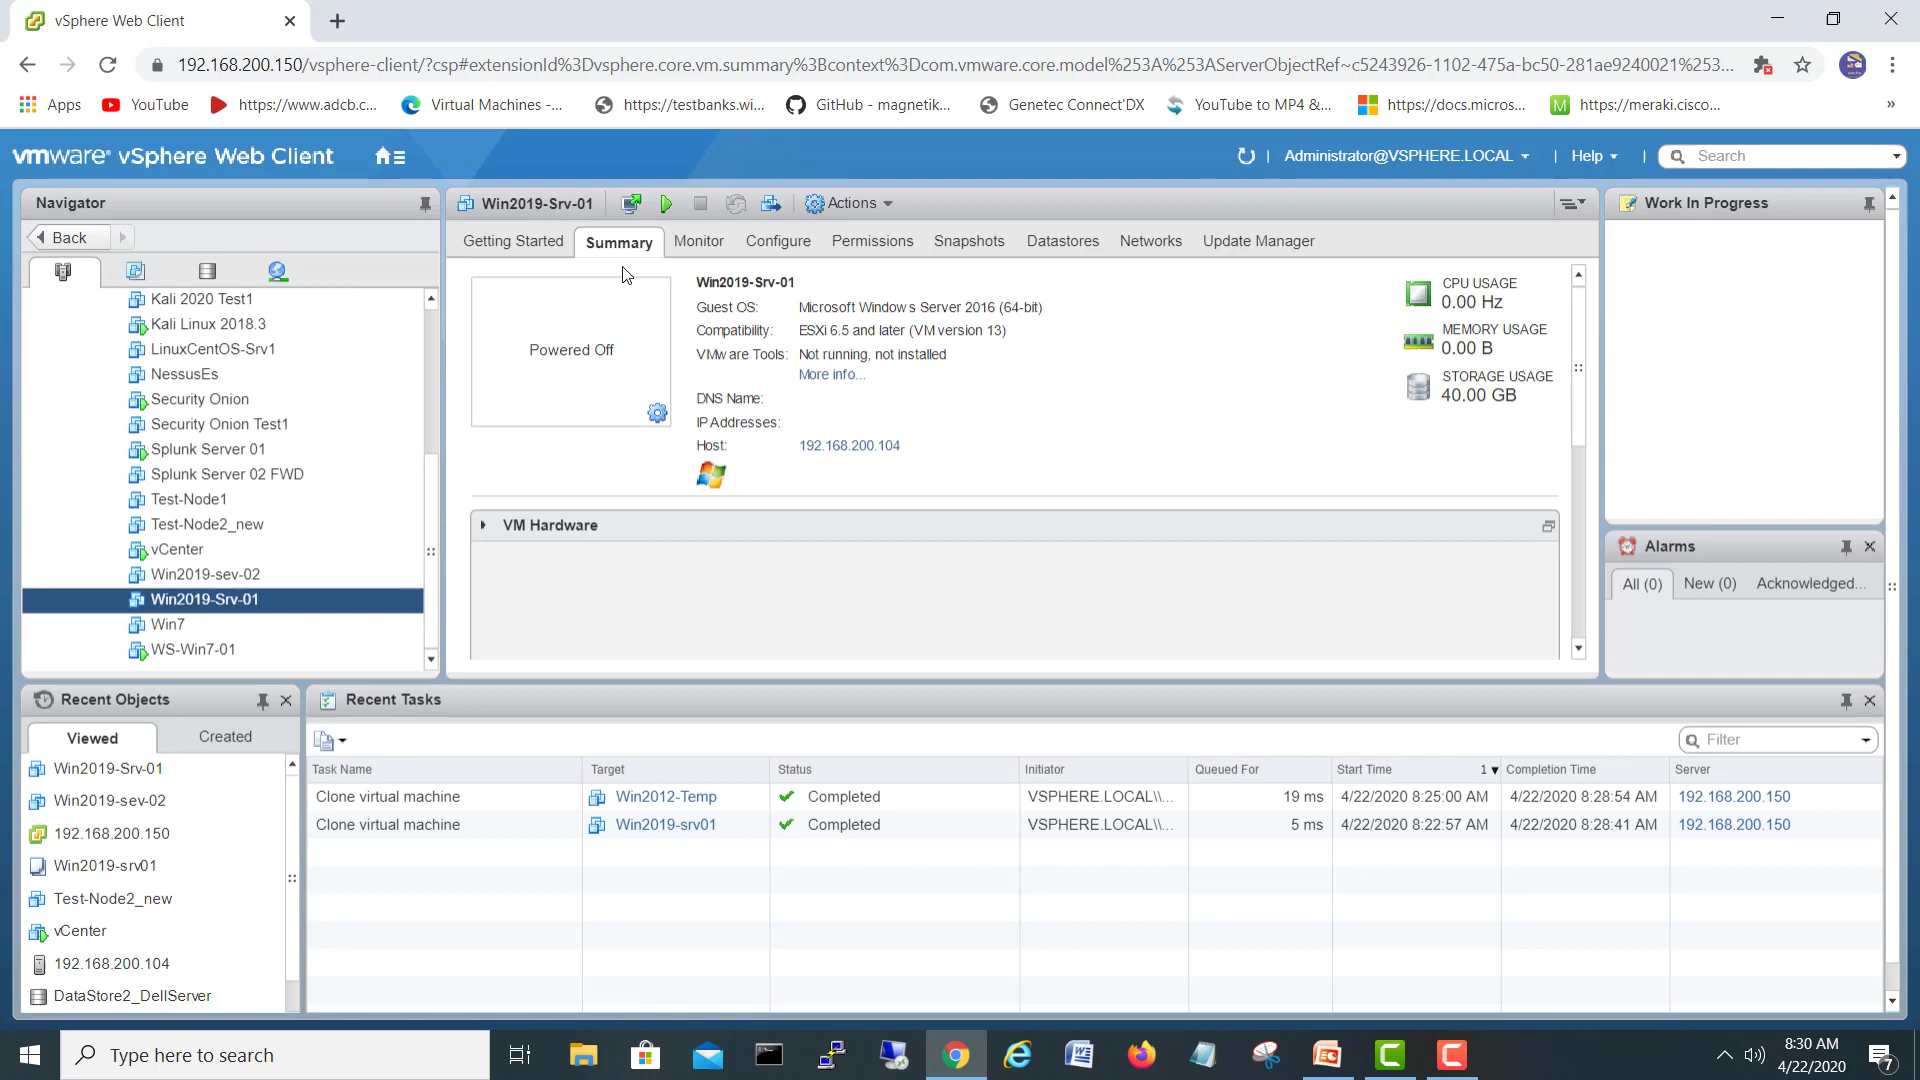 vSphere Web Client
192.168.200.150/vsphere-client/?csp#extensionId%3Dvsphere.core.vm.summary%3Bcontext%3Dcom.vmware.core.model%253A%253AServerObjectRef~c5243926-1102-475a-bc50-281ae9240021%253...
Apps YouTube https://www.adcb.c... Virtual Machines -... https://testbanks.wi... GitHub - magnetik... Genetec Connect'DX YouTube to MP4 &... https://docs.micros... https://meraki.cisco... »
vmware® vSphere Web Client Administrator@VSPHERE.LOCAL | Help | Search
Navigator
Back
Kali 2020 Test1
Kali Linux 2018.3
LinuxCentOS-Srv1
NessusEs
Security Onion
Security Onion Test1
Splunk Server 01
Splunk Server 02 FWD
Test-Node1
Test-Node2_new
vCenter
Win2019-sev-02
Win2019-Srv-01
Win7
WS-Win7-01
Win2019-Srv-01 Actions
Getting Started Summary Monitor Configure Permissions Snapshots Datastores Networks Update Manager
Powered Off
Win2019-Srv-01
Guest OS: Microsoft Windows Server 2016 (64-bit)
Compatibility: ESXi 6.5 and later (VM version 13)
VMware Tools: Not running, not installed
More info...
DNS Name:
IP Addresses:
Host: 192.168.200.104
CPU USAGE
0.00 Hz
MEMORY USAGE
0.00 B
STORAGE USAGE
40.00 GB
VM Hardware
Work In Progress
Alarms
All (0) New (0) Acknowledged...
Recent Objects
Viewed Created
Win2019-Srv-01
Win2019-sev-02
192.168.200.150
Win2019-srv01
Test-Node2_new
vCenter
192.168.200.104
DataStore2_DellServer
Recent Tasks
Filter
Task Name Target Status Initiator Queued For Start Time 1 ▼ Completion Time Server
Clone virtual machine Win2012-Temp Completed VSPHERE.LOCAL\\... 19 ms 4/22/2020 8:25:00 AM 4/22/2020 8:28:54 AM 192.168.200.150
Clone virtual machine Win2019-srv01 Completed VSPHERE.LOCAL\\... 5 ms 4/22/2020 8:22:57 AM 4/22/2020 8:28:41 AM 192.168.200.150
Type here to search
8:30 AM
4/22/2020
7